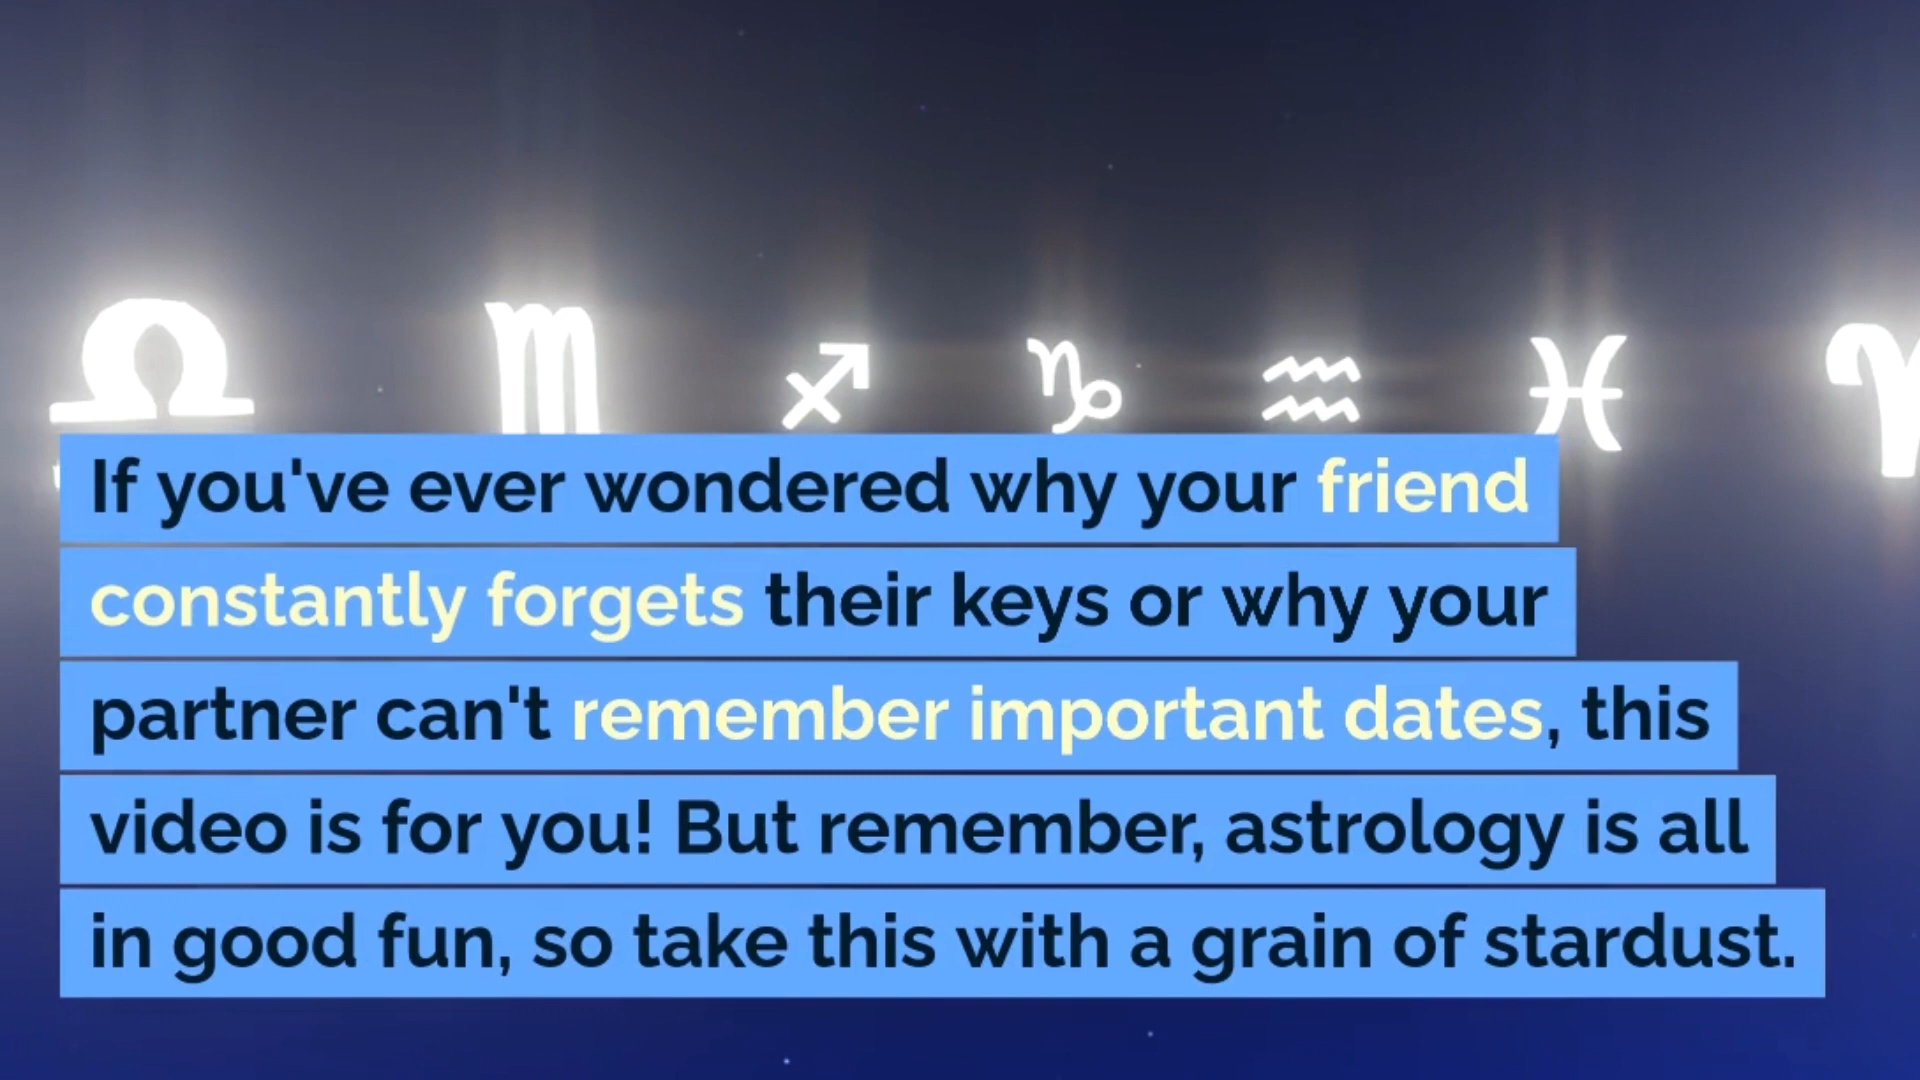 If you've ever wondered why your friend
constantly forgets their keys or why your
partner can't remember important dates, this
video is for you! But remember, astrology is all
in good fun, so take this with a grain of stardust.